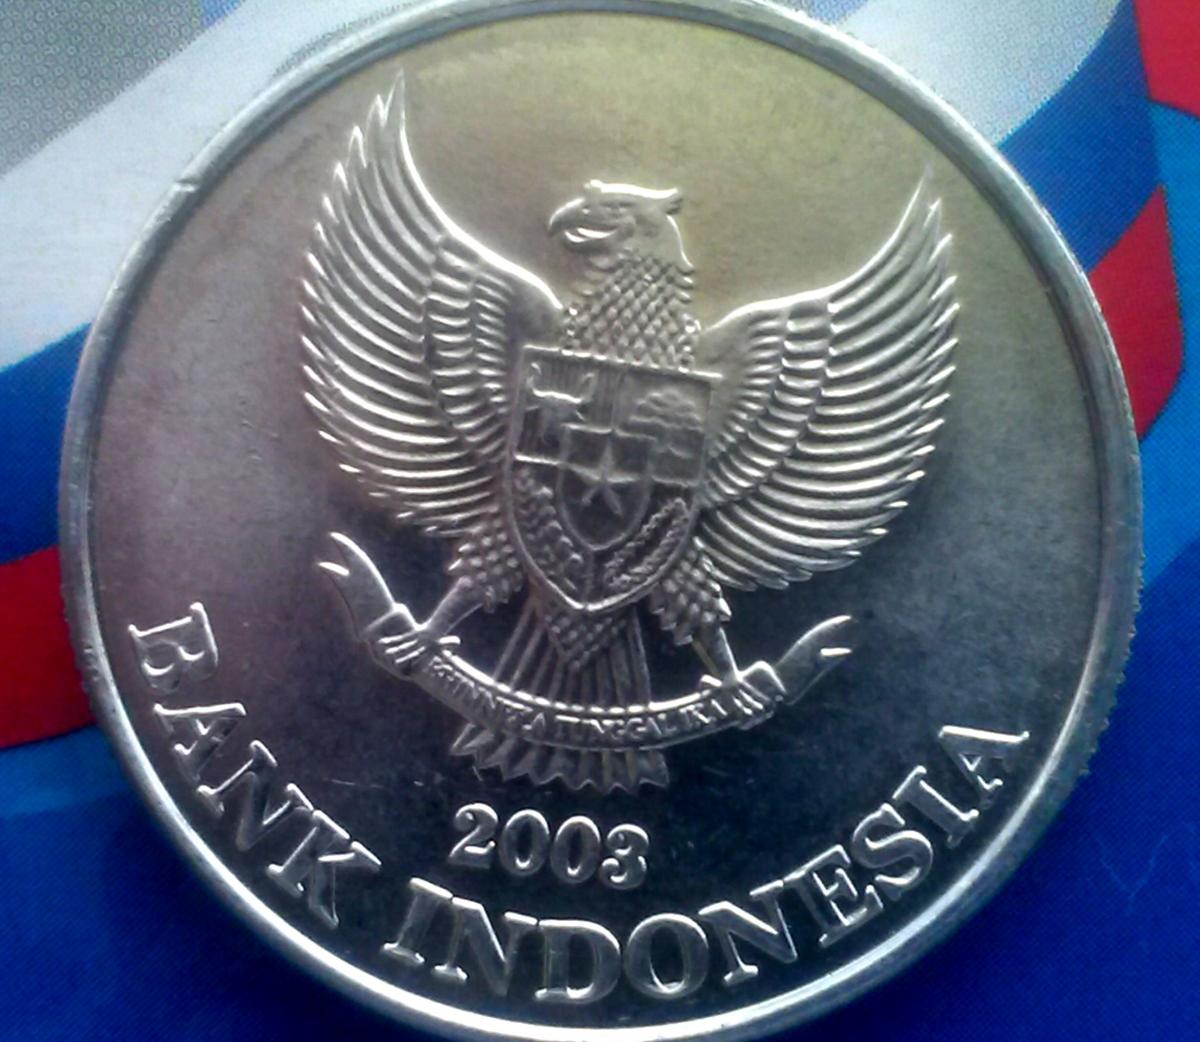 BHINNEKA TUNGGAL IKA
2003
BANK INDONESIA